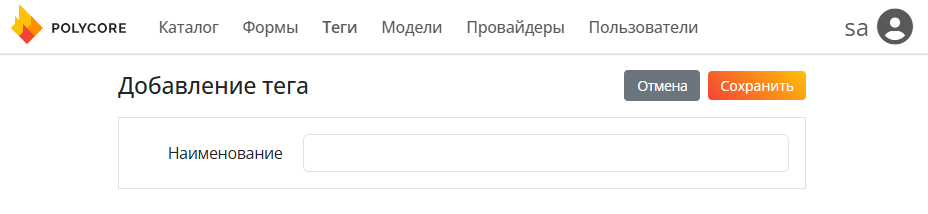 POLYCORE Каталог Формы Теги Модели Провайдеры Пользователи sa
Добавление тега Отмена Сохранить
Наименование